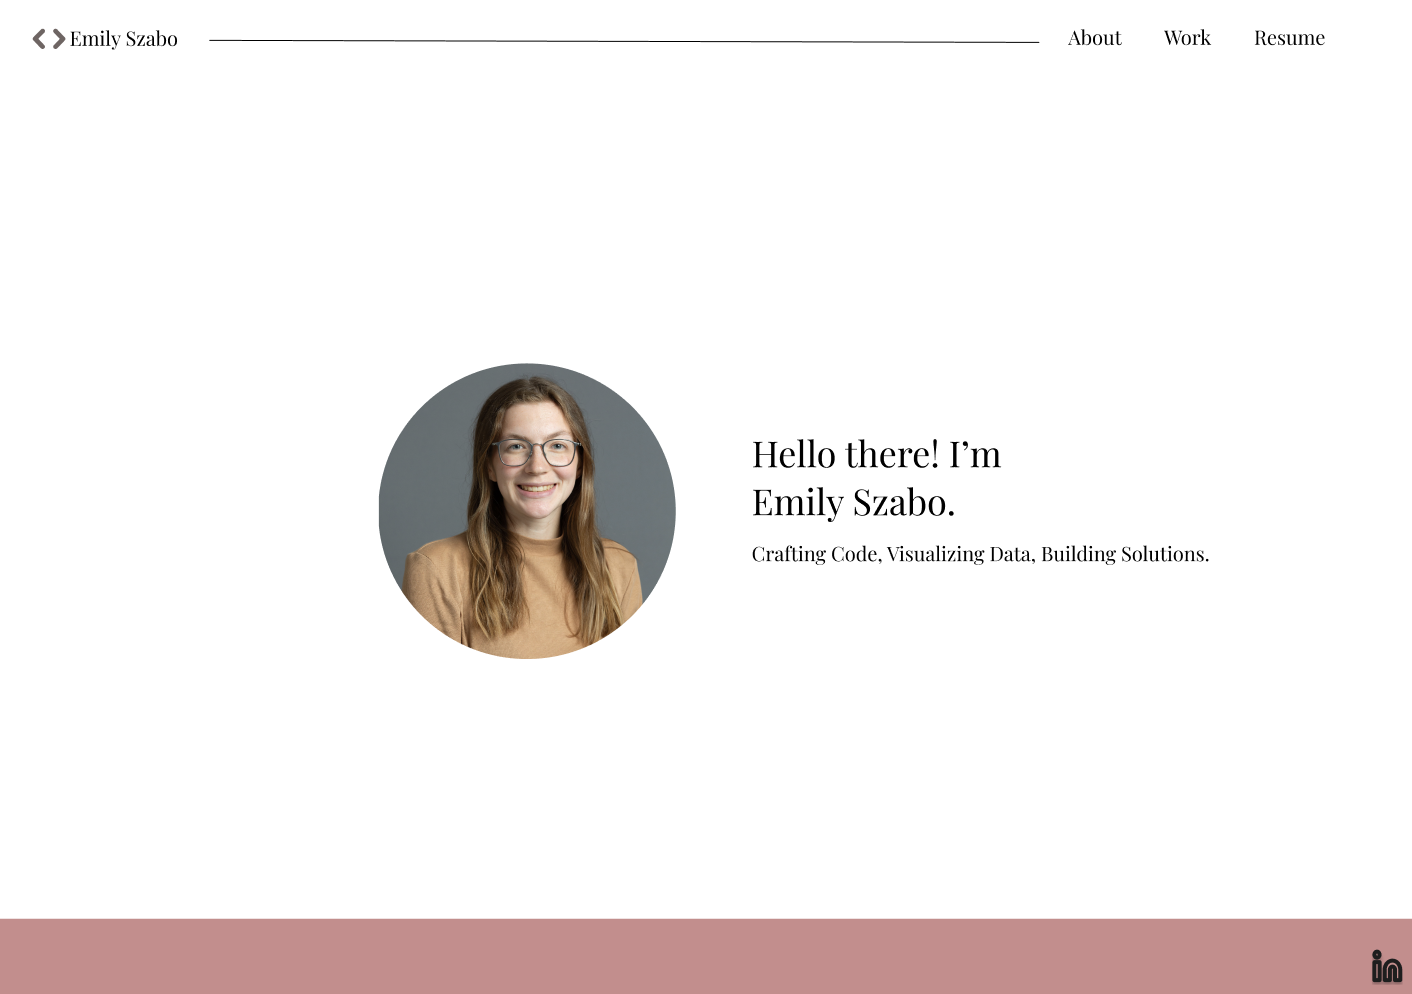 Emily Szabo
About
Work
Resume
Hello there! I’m
Emily Szabo.
Crafting Code, Visualizing Data, Building Solutions.
in